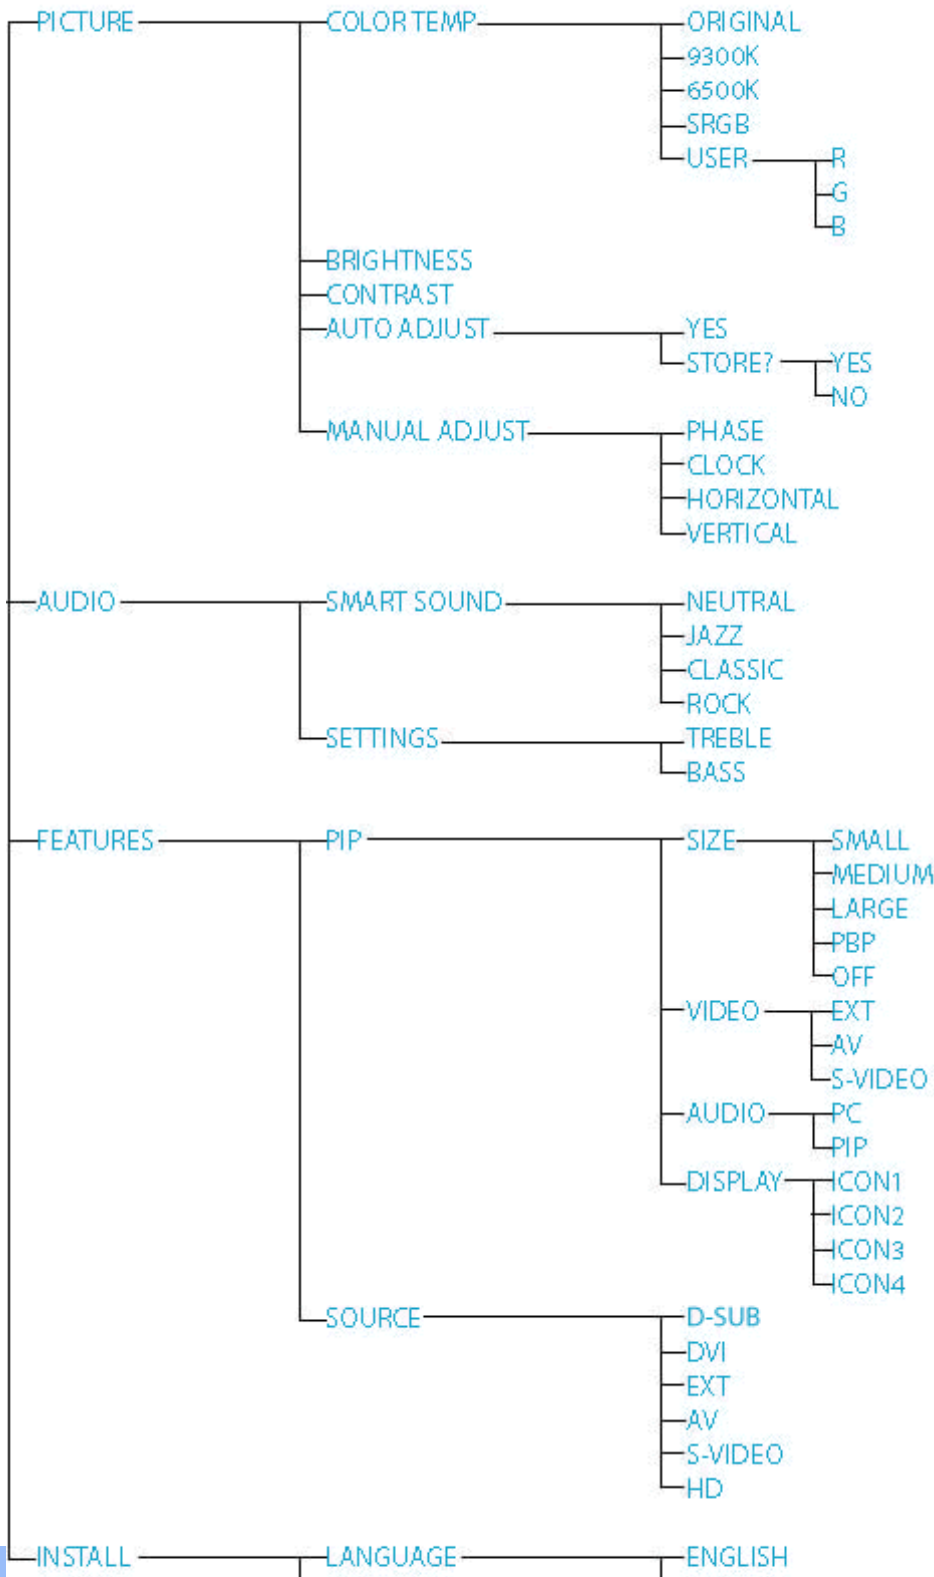 PICTURE COLOR TEMP ORIGINAL
9300K
6500K
SRGB
USER R
G
B
BRIGHTNESS
CONTRAST
AUTO ADJUST YES
STORE? YES
NO
MANUAL ADJUST PHASE
CLOCK
HORIZONTAL
VERTICAL
AUDIO SMART SOUND NEUTRAL
JAZZ
CLASSIC
ROCK
SETTINGS TREBLE
BASS
FEATURES PIP SIZE SMALL
MEDIUM
LARGE
PBP
OFF
VIDEO EXT
AV
S-VIDEO
AUDIO PC
PIP
DISPLAY ICON1
ICON2
ICON3
ICON4
SOURCE D-SUB
DVI
EXT
AV
S-VIDEO
HD
INSTALL LANGUAGE ENGLISH